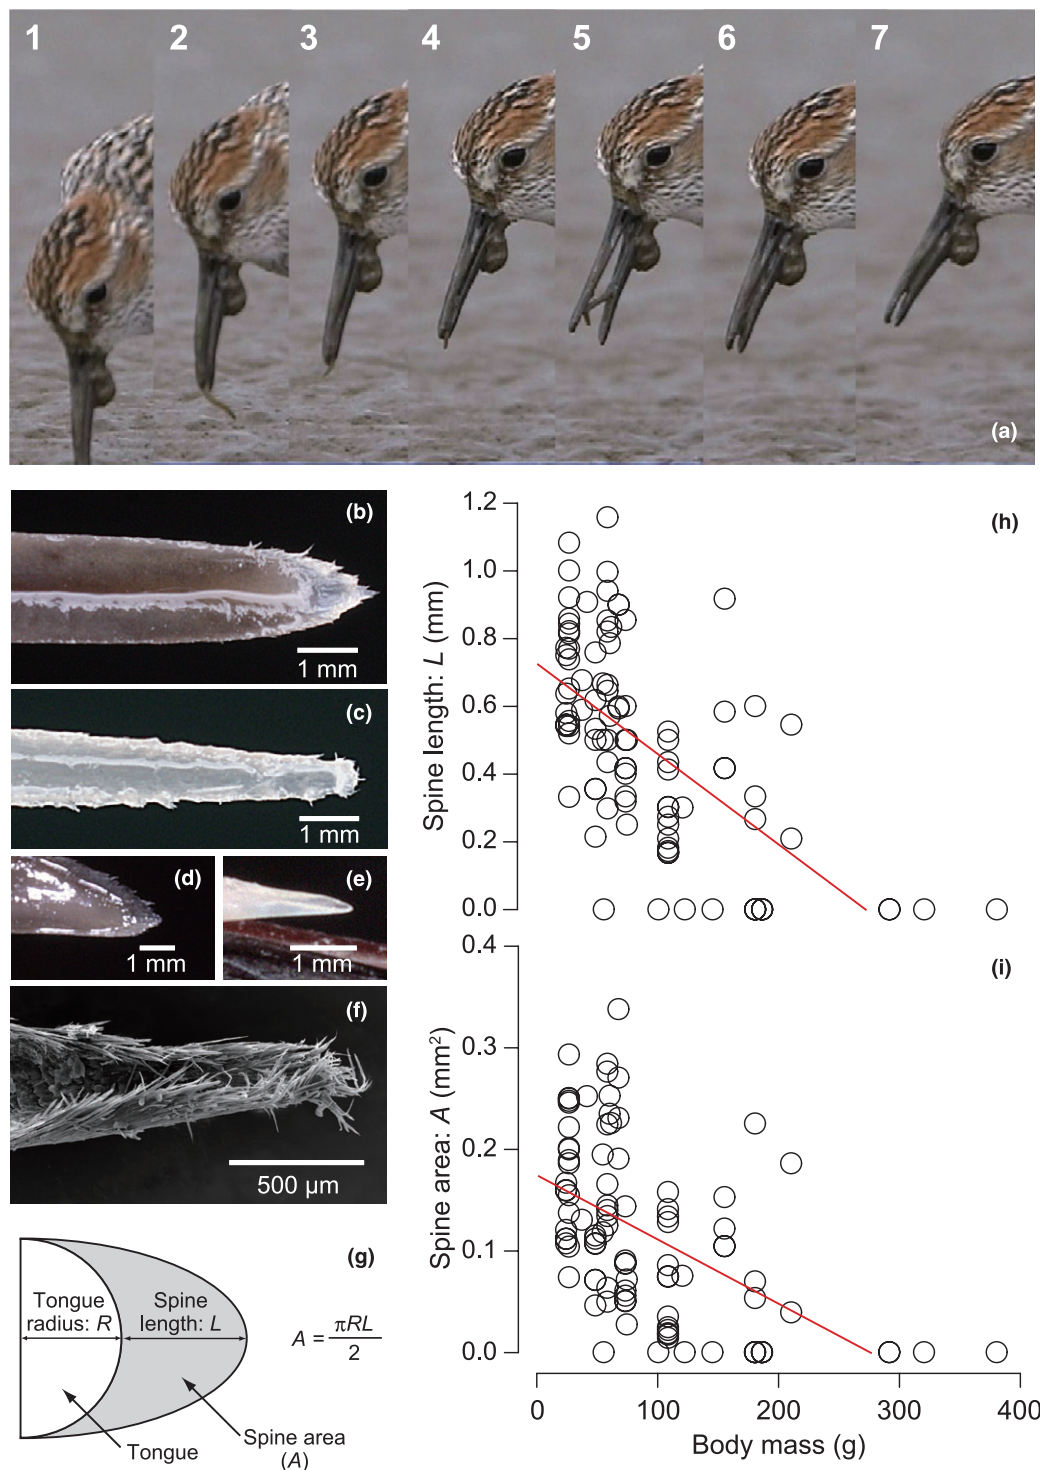 1 2 3 4 5 6 7
(a)
(b)
1 mm
(c)
1 mm
(d)
1 mm
(e)
1 mm
(f)
500 µm
(g)
Tongue
radius: R
Spine
length: L
A = πRL
2
Tongue
Spine area
(A)
(h)
Spine length: L (mm)
1.2
1.0
0.8
0.6
0.4
0.2
0.0
(i)
Spine area: A (mm²)
0.4
0.3
0.2
0.1
0.0
0 100 200 300 400
Body mass (g)